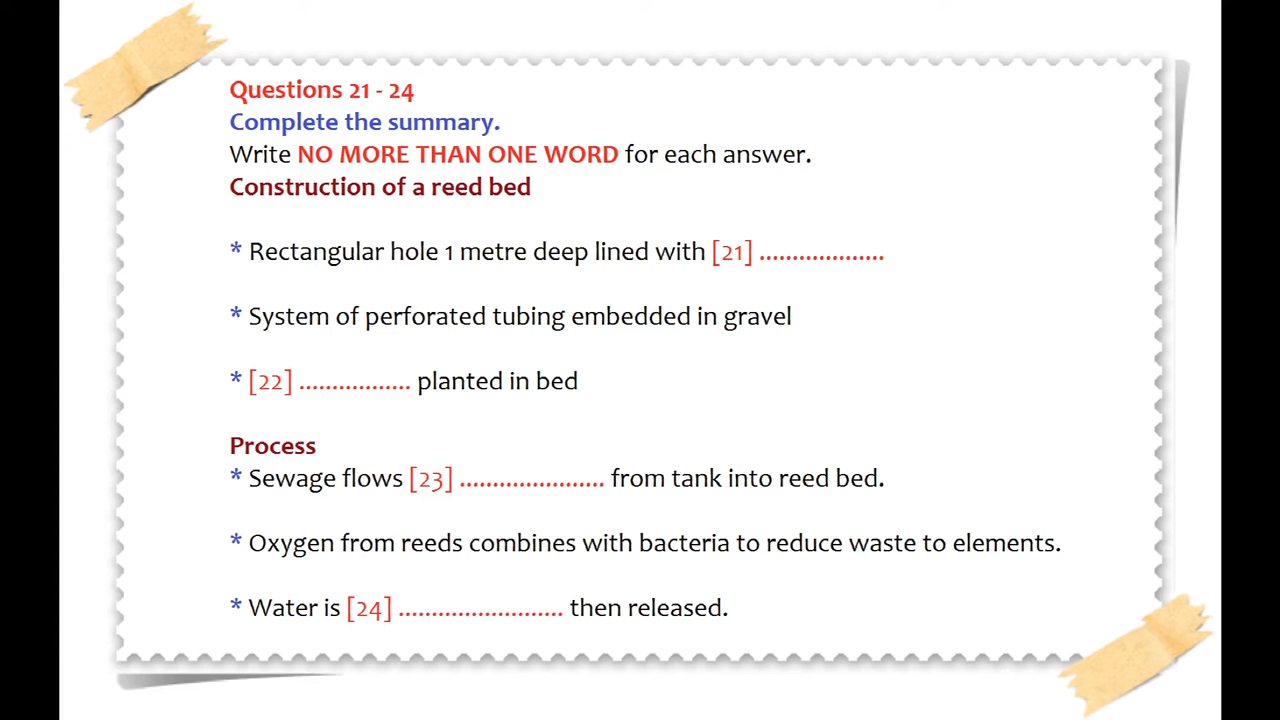 Questions 21 - 24
Complete the summary.
Write NO MORE THAN ONE WORD for each answer.
Construction of a reed bed
* Rectangular hole 1 metre deep lined with [21] ...................
* System of perforated tubing embedded in gravel
* [22] ................. planted in bed
Process
* Sewage flows [23] ...................... from tank into reed bed.
* Oxygen from reeds combines with bacteria to reduce waste to elements.
* Water is [24] ......................... then released.